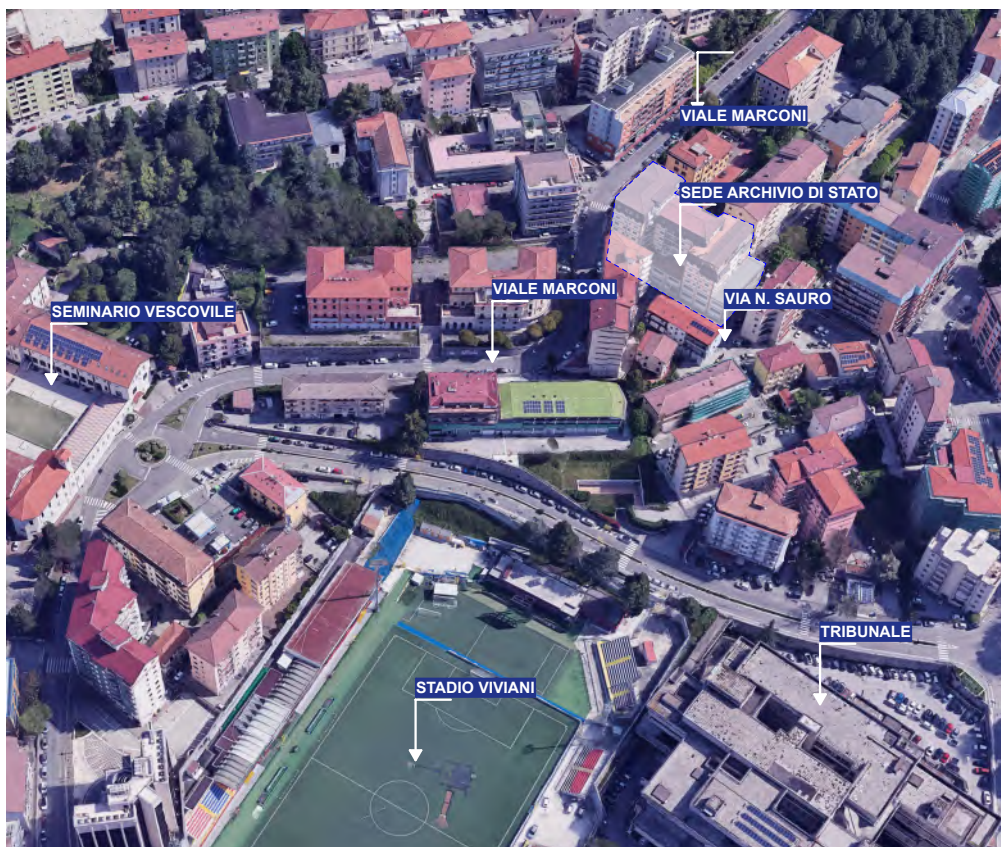 VIALE MARCONI
SEDE ARCHIVIO DI STATO
VIALE MARCONI
VIA N. SAURO
SEMINARIO VESCOVILE
TRIBUNALE
STADIO VIVIANI